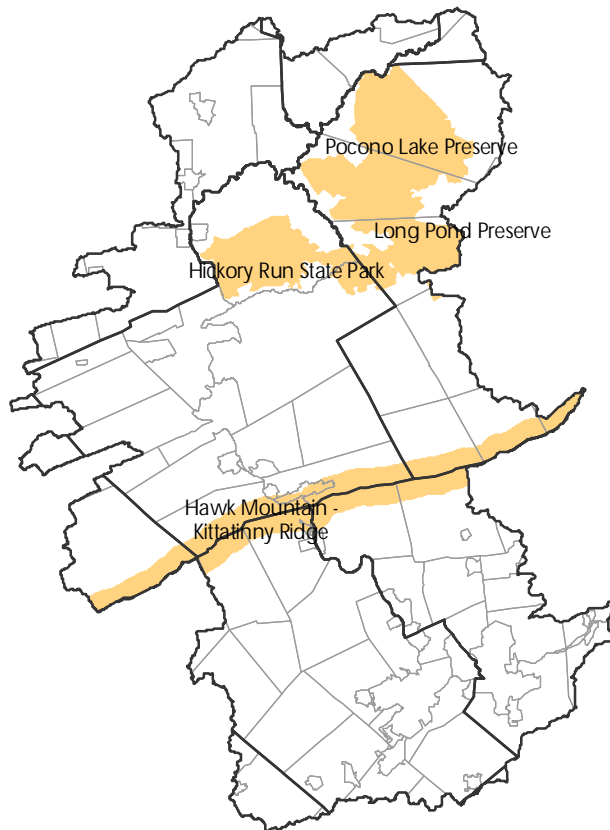 Pocono Lake Preserve
Long Pond Preserve
Hickory Run State Park
Hawk Mountain -
Kittatinny Ridge